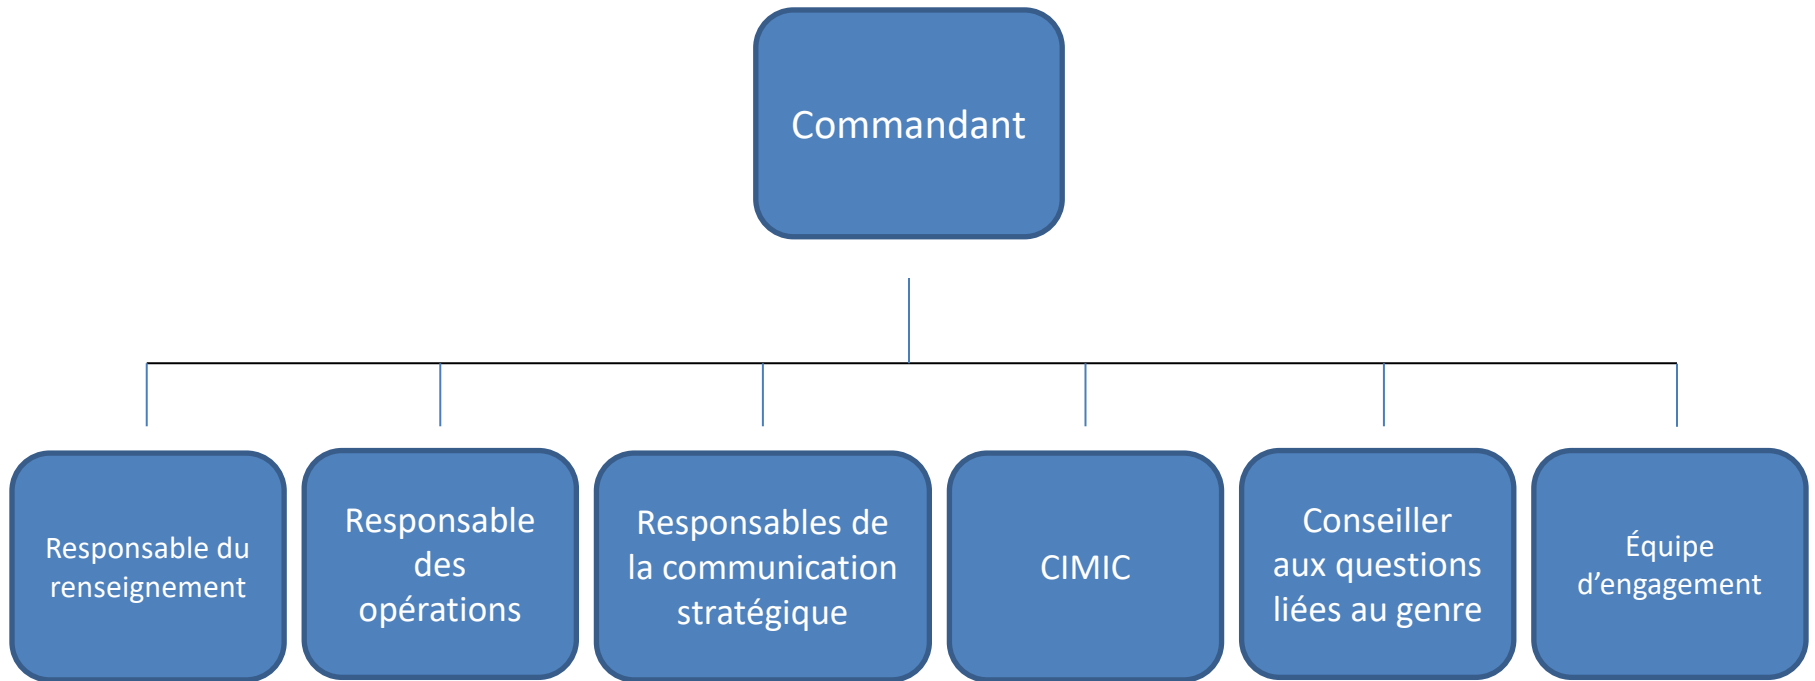 Commandant
Responsable du
renseignement
Responsable
des
opérations
Responsables de
la communication
stratégique
CIMIC
Conseiller
aux questions
liées au genre
Équipe
d’engagement